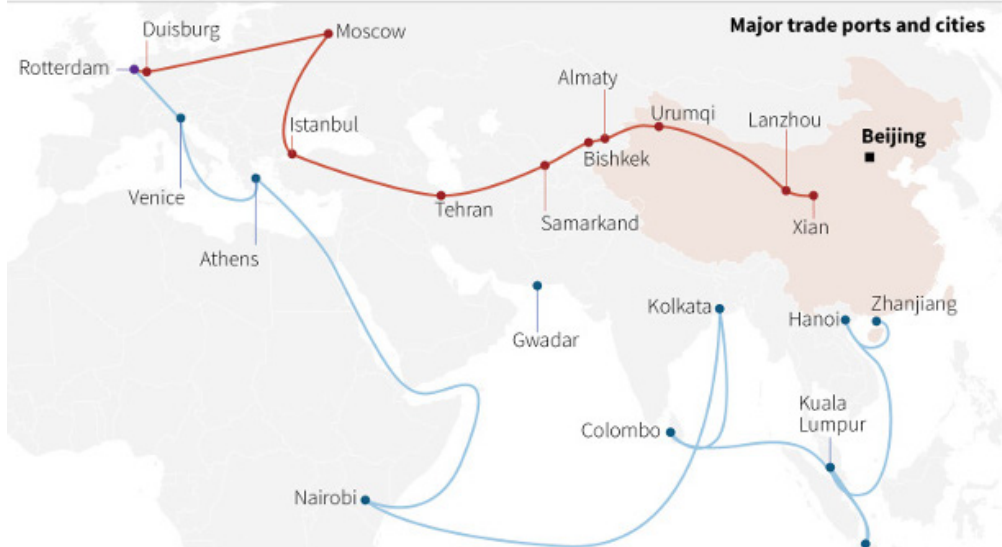 Major trade ports and cities
Duisburg
Moscow
Rotterdam
Almaty
Urumqi
Lanzhou
Istanbul
Beijing
Bishkek
Venice
Tehran
Samarkand
Xian
Athens
Kolkata
Hanoi
Zhanjiang
Gwadar
Kuala
Lumpur
Colombo
Nairobi